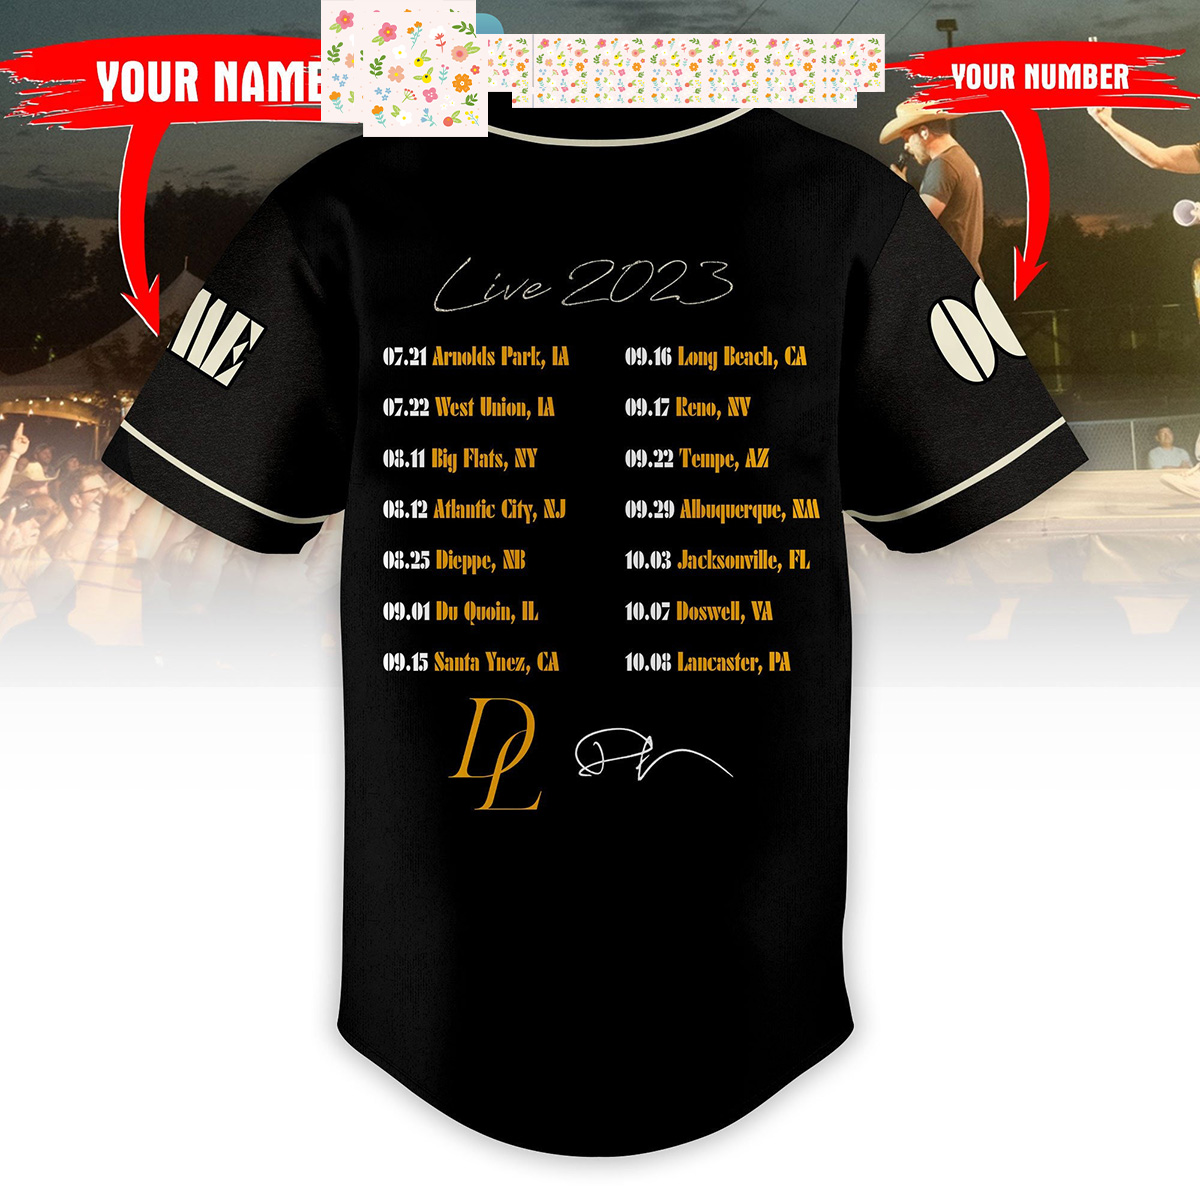 YOUR NAME
YOUR NUMBER
Live 2023
07.21 Arnolds Park, IA
07.22 West Union, IA
08.11 Big Flats, NY
08.12 Atlantic City, NJ
08.25 Dieppe, NB
09.01 Du Quoin, IL
09.15 Santa Ynez, CA
09.16 Long Beach, CA
09.17 Reno, NV
09.22 Tempe, AZ
09.29 Albuquerque, NM
10.03 Jacksonville, FL
10.07 Doswell, VA
10.08 Lancaster, PA
DL